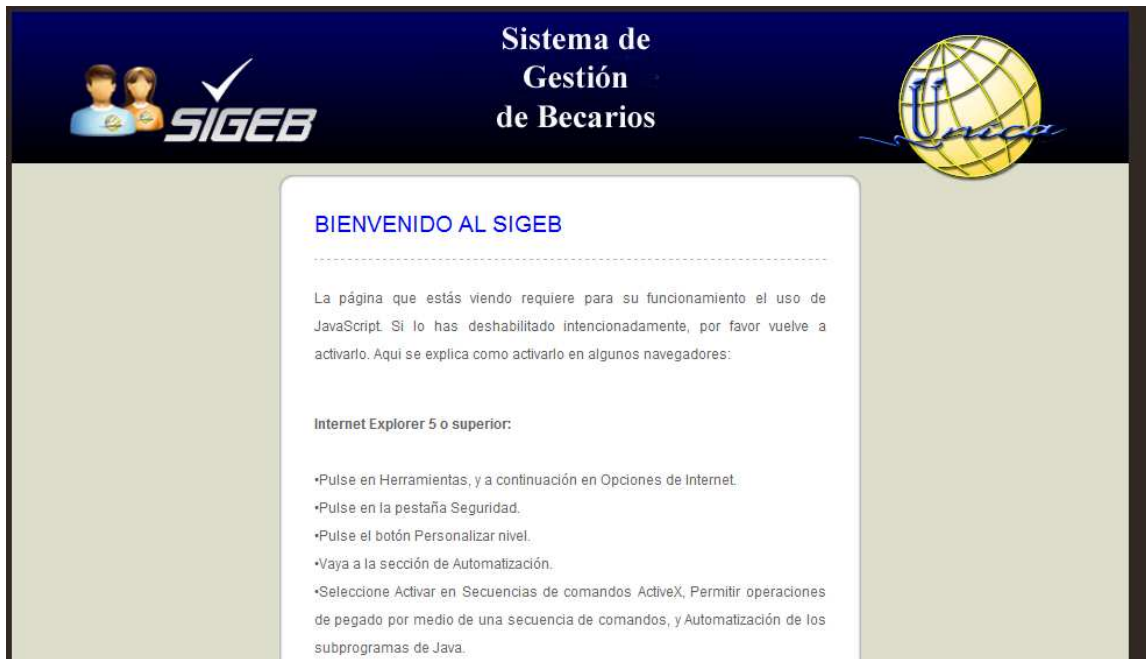 SIGEB
Sistema de
Gestión
de Becarios
Unica
BIENVENIDO AL SIGEB
La página que estás viendo requiere para su funcionamiento el uso de
JavaScript. Si lo has deshabilitado intencionadamente, por favor vuelve a
activarlo. Aqui se explica como activarlo en algunos navegadores:
Internet Explorer 5 o superior:
•Pulse en Herramientas, y a continuación en Opciones de Internet.
•Pulse en la pestaña Seguridad.
•Pulse el botón Personalizar nivel.
•Vaya a la sección de Automatización.
•Seleccione Activar en Secuencias de comandos ActiveX, Permitir operaciones
de pegado por medio de una secuencia de comandos, y Automatización de los
subprogramas de Java.